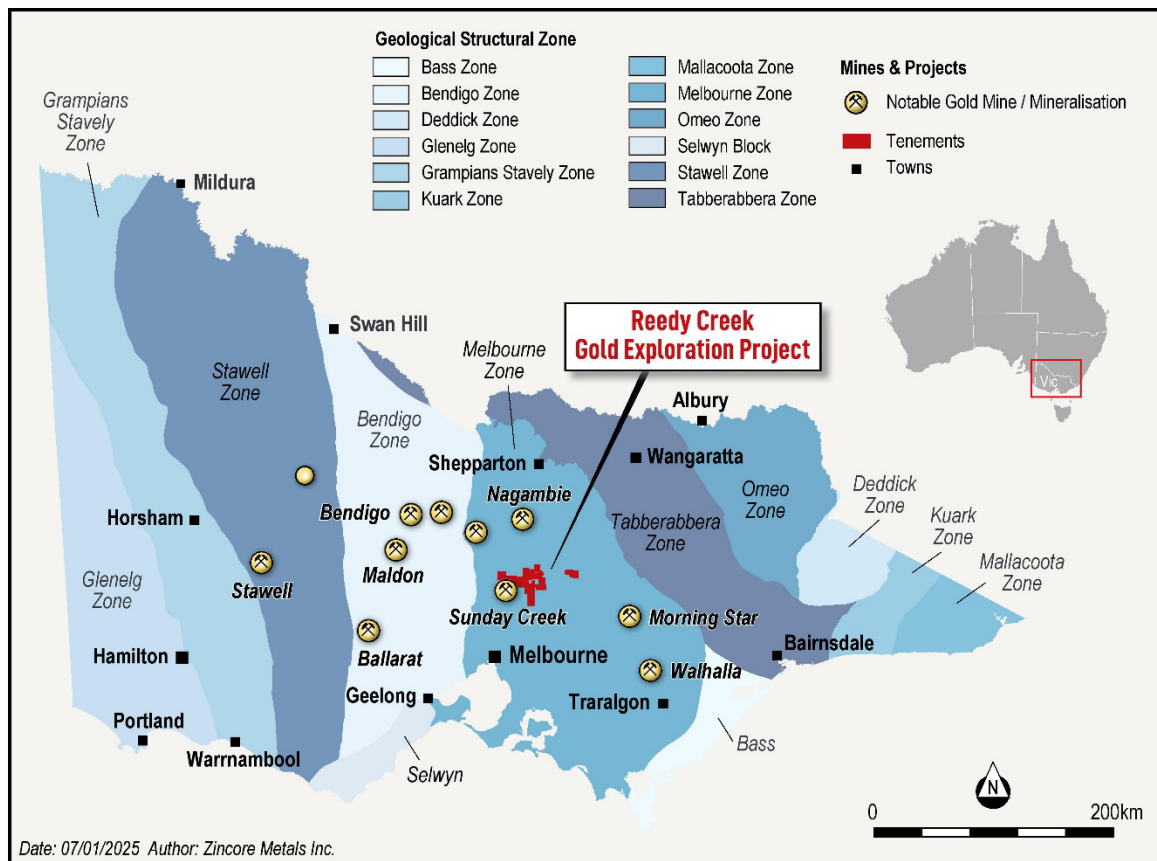 Geological Structural Zone
Bass Zone
Bendigo Zone
Deddick Zone
Glenelg Zone
Grampians Stavely Zone
Kuark Zone
Mallacoota Zone
Melbourne Zone
Omeo Zone
Selwyn Block
Stawell Zone
Tabberabbera Zone
Mines & Projects
Notable Gold Mine / Mineralisation
Tenements
Towns
Grampians
Stavely
Zone
Mildura
Swan Hill
Stawell
Zone
Bendigo
Zone
Melbourne
Zone
Reedy Creek
Gold Exploration Project
Vic
Albury
Shepparton
Wangaratta
Omeo
Zone
Deddick
Zone
Kuark
Zone
Mallacoota
Zone
Tabberabbera
Zone
Horsham
Bendigo
Nagambie
Maldon
Stawell
Glenelg
Zone
Sunday Creek
Morning Star
Ballarat
Hamilton
Melbourne
Walhalla
Bairnsdale
Geelong
Traralgon
Portland
Warrnambool
Selwyn
Bass
N
0 200km
Date: 07/01/2025 Author: Zincore Metals Inc.